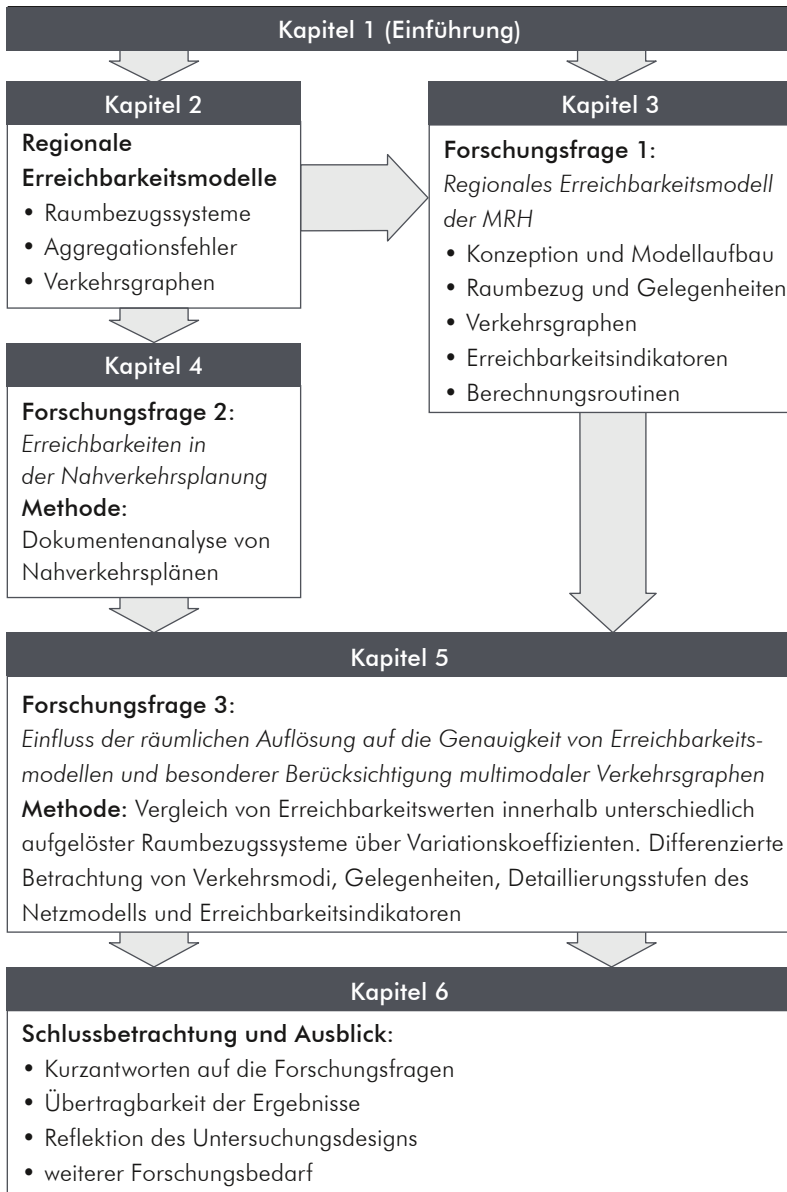 Kapitel 1 (Einführung)
Kapitel 2
Regionale
Erreichbarkeitsmodelle
• Raumbezugssysteme
• Aggregationsfehler
• Verkehrsgraphen
Kapitel 3
Forschungsfrage 1:
Regionales Erreichbarkeitsmodell
der MRH
• Konzeption und Modellaufbau
• Raumbezug und Gelegenheiten
• Verkehrsgraphen
• Erreichbarkeitsindikatoren
• Berechnungsroutinen
Kapitel 4
Forschungsfrage 2:
Erreichbarkeiten in
der Nahverkehrsplanung
Methode:
Dokumentenanalyse von
Nahverkehrsplänen
Kapitel 5
Forschungsfrage 3:
Einfluss der räumlichen Auflösung auf die Genauigkeit von Erreichbarkeits-
modellen und besonderer Berücksichtigung multimodaler Verkehrsgraphen
Methode: Vergleich von Erreichbarkeitswerten innerhalb unterschiedlich
aufgelöster Raumbezugssysteme über Variationskoeffizienten. Differenzierte
Betrachtung von Verkehrsmodi, Gelegenheiten, Detaillierungsstufen des
Netzmodells und Erreichbarkeitsindikatoren
Kapitel 6
Schlussbetrachtung und Ausblick:
• Kurzantworten auf die Forschungsfragen
• Übertragbarkeit der Ergebnisse
• Reflektion des Untersuchungsdesigns
• weiterer Forschungsbedarf